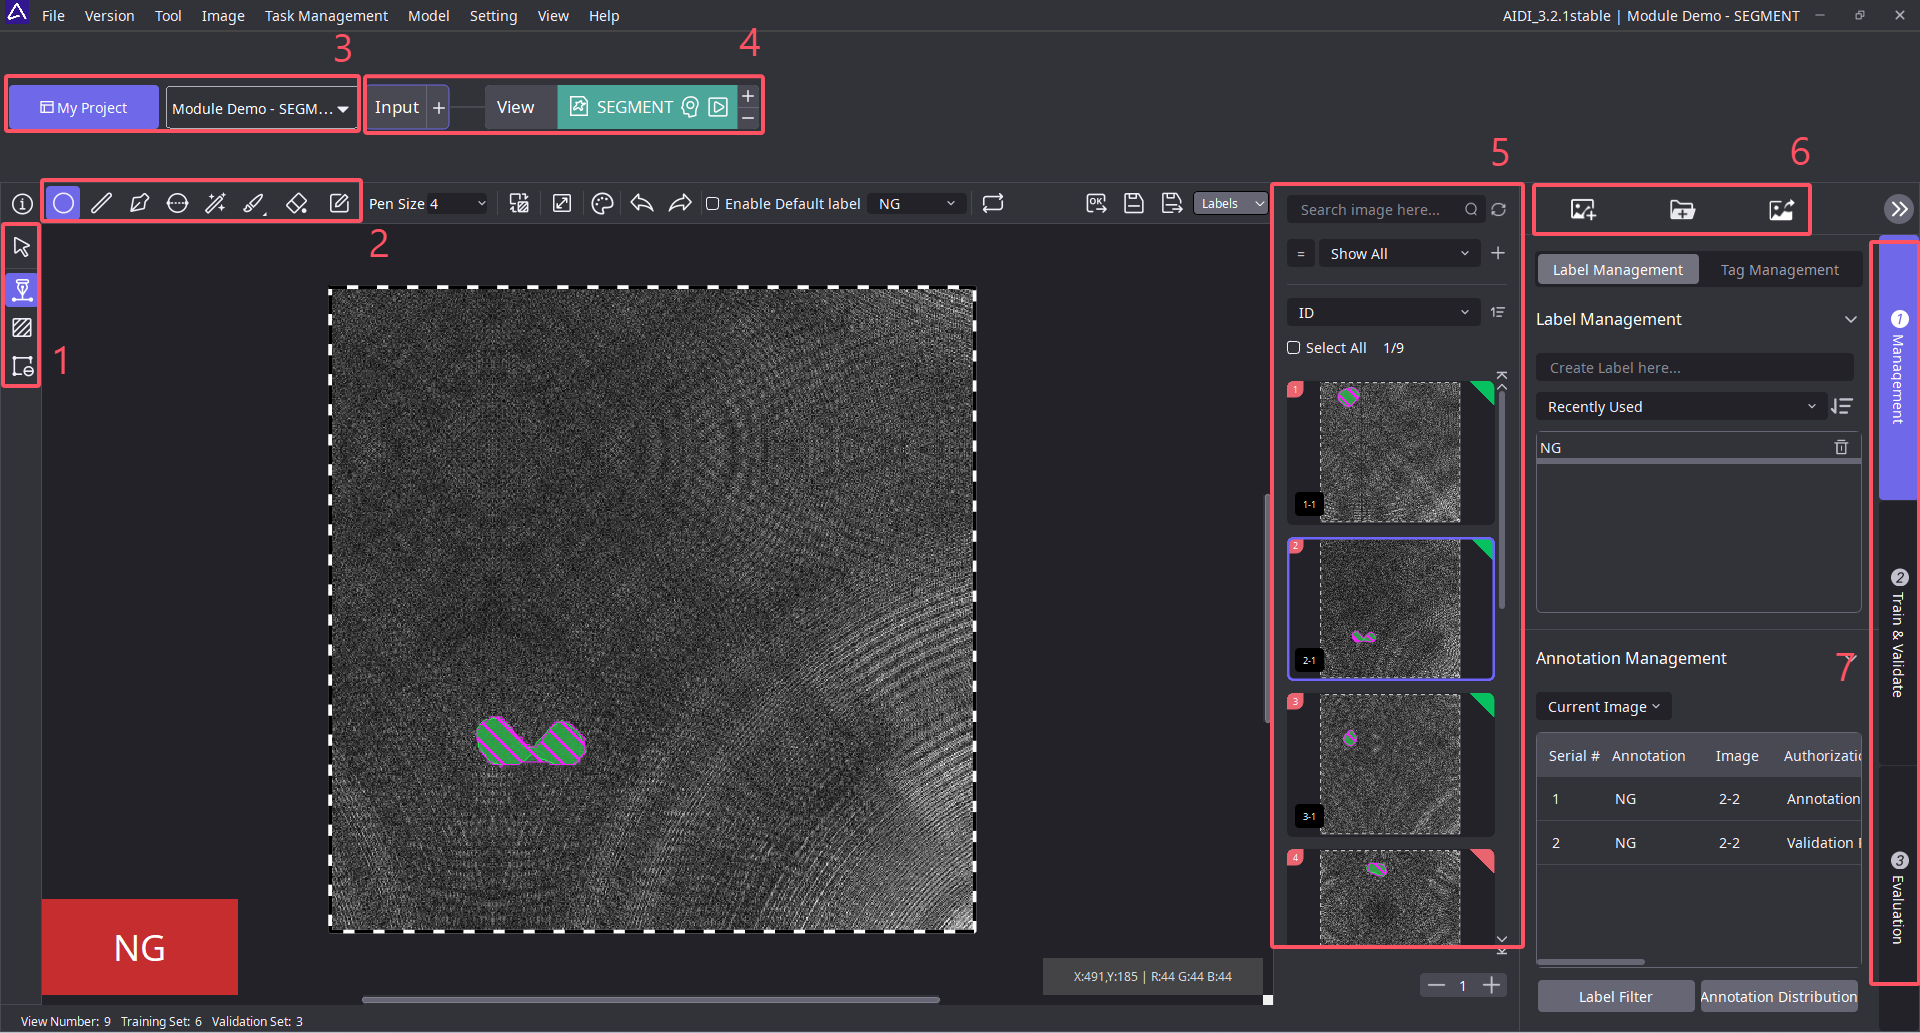 File Version Tool Image Task Management Model Setting View Help AIDI_3.2.1stable | Module Demo - SEGMENT
3 4
My Project Module Demo - SEGM... Input + View SEGMENT
5 6
Pen Size 4 Enable Default label NG OK Labels Search image here...
2
1
= Show All
ID
Select All 1/9
1
1-1
2
2-1
3
3-1
4
Label Management Tag Management
Label Management
Create Label here...
Recently Used
NG
Annotation Management
7
Current Image
Serial # Annotation Image Authorizatic
1 NG 2-2 Annotation
2 NG 2-2 Validation
Label Filter Annotation Distribution
1 Management
2 Train & Validate
3 Evaluation
NG
X:491,Y:185 | R:44 G:44 B:44
1
View Number: 9 Training Set: 6 Validation Set: 3